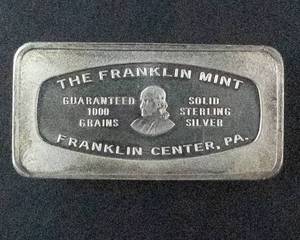 THE FRANKLIN MINT
GUARANTEED
1000
GRAINS
SOLID
STERLING
SILVER
FRANKLIN CENTER, PA.